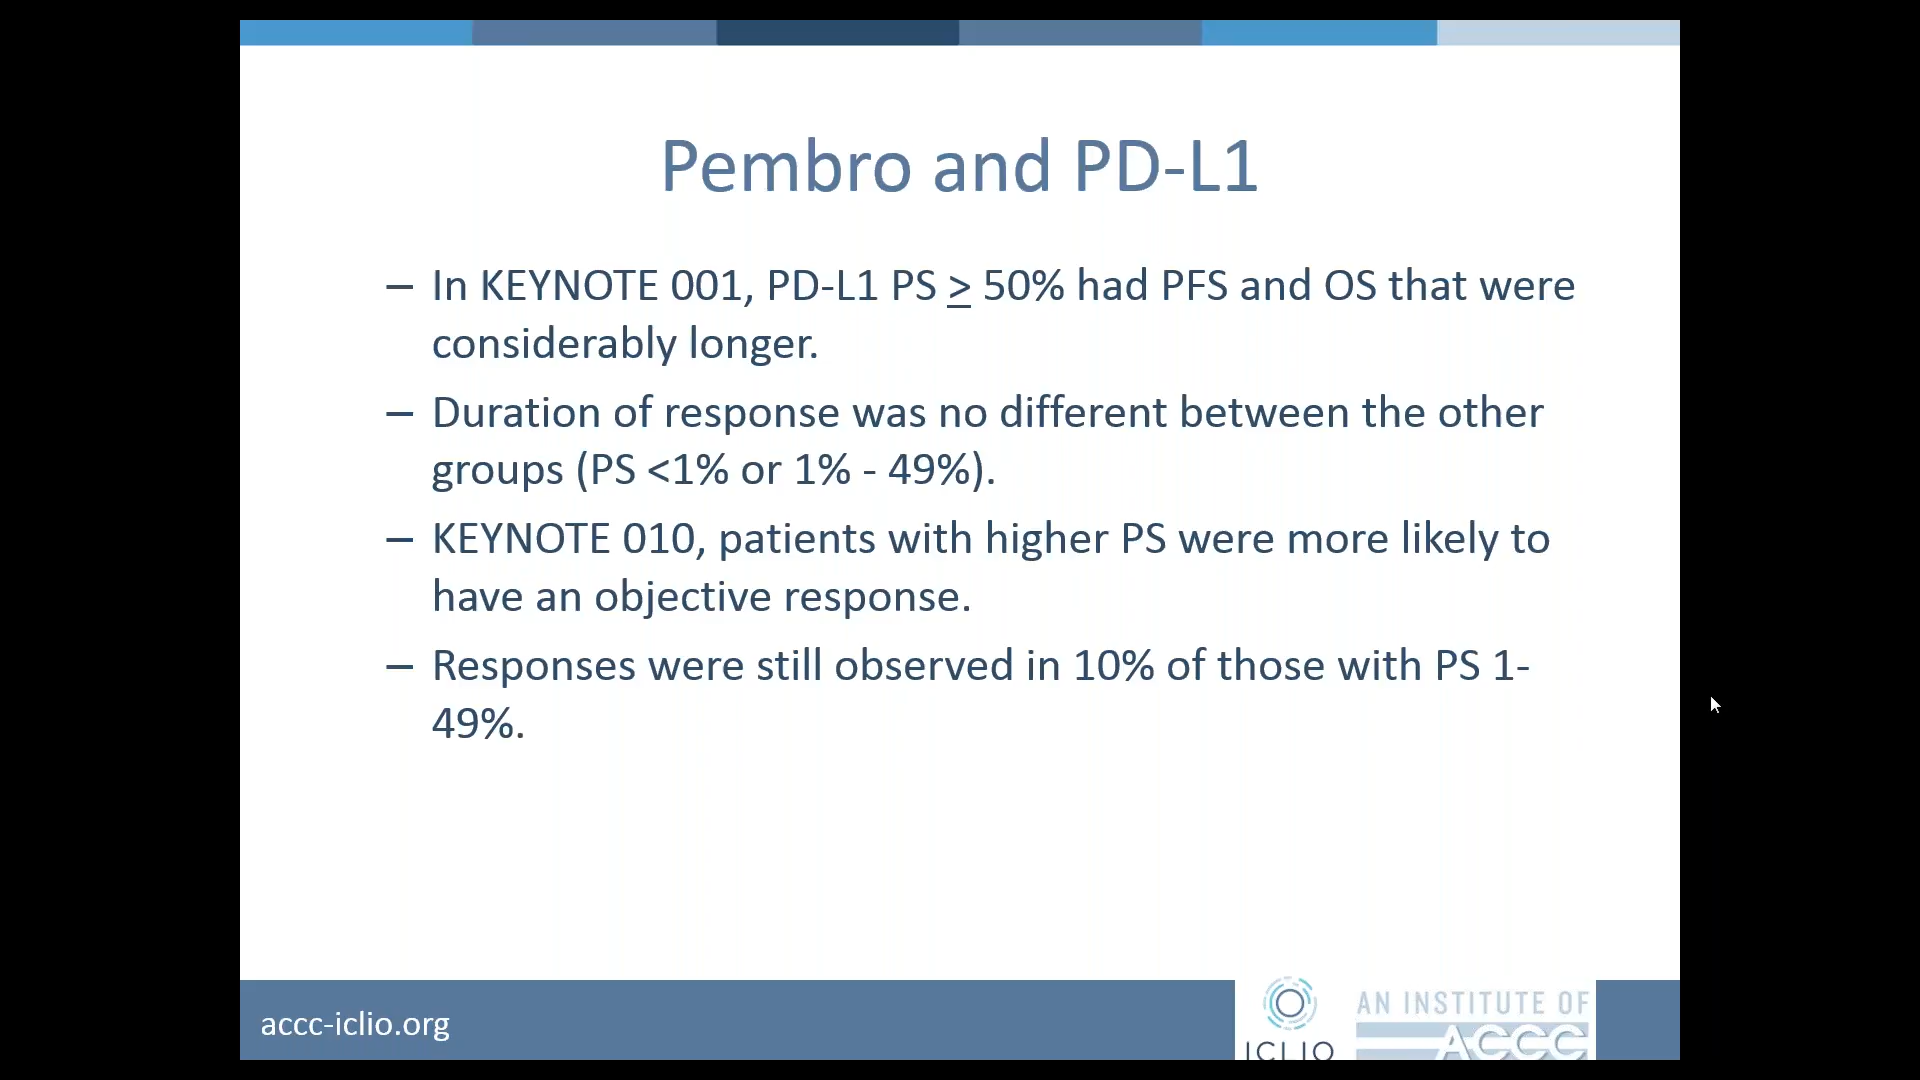 Pembro and PD-L1
– In KEYNOTE 001, PD-L1 PS ≥ 50% had PFS and OS that were
considerably longer.
– Duration of response was no different between the other
groups (PS <1% or 1% - 49%).
– KEYNOTE 010, patients with higher PS were more likely to
have an objective response.
– Responses were still observed in 10% of those with PS 1-
49%.
accc-iclio.org
ICLIO
AN INSTITUTE OF
ACCC